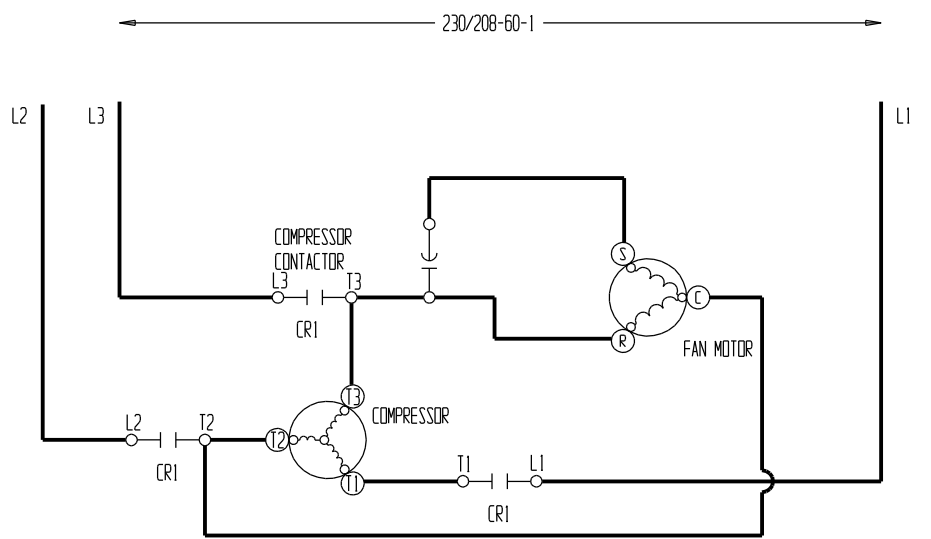 230/208-60-1
L2
L3
L1
COMPRESSOR
CONTACTOR
L3
T3
CR1
S
C
R
FAN MOTOR
T3
COMPRESSOR
L2
T2
T2
CR1
T1
T1
L1
CR1